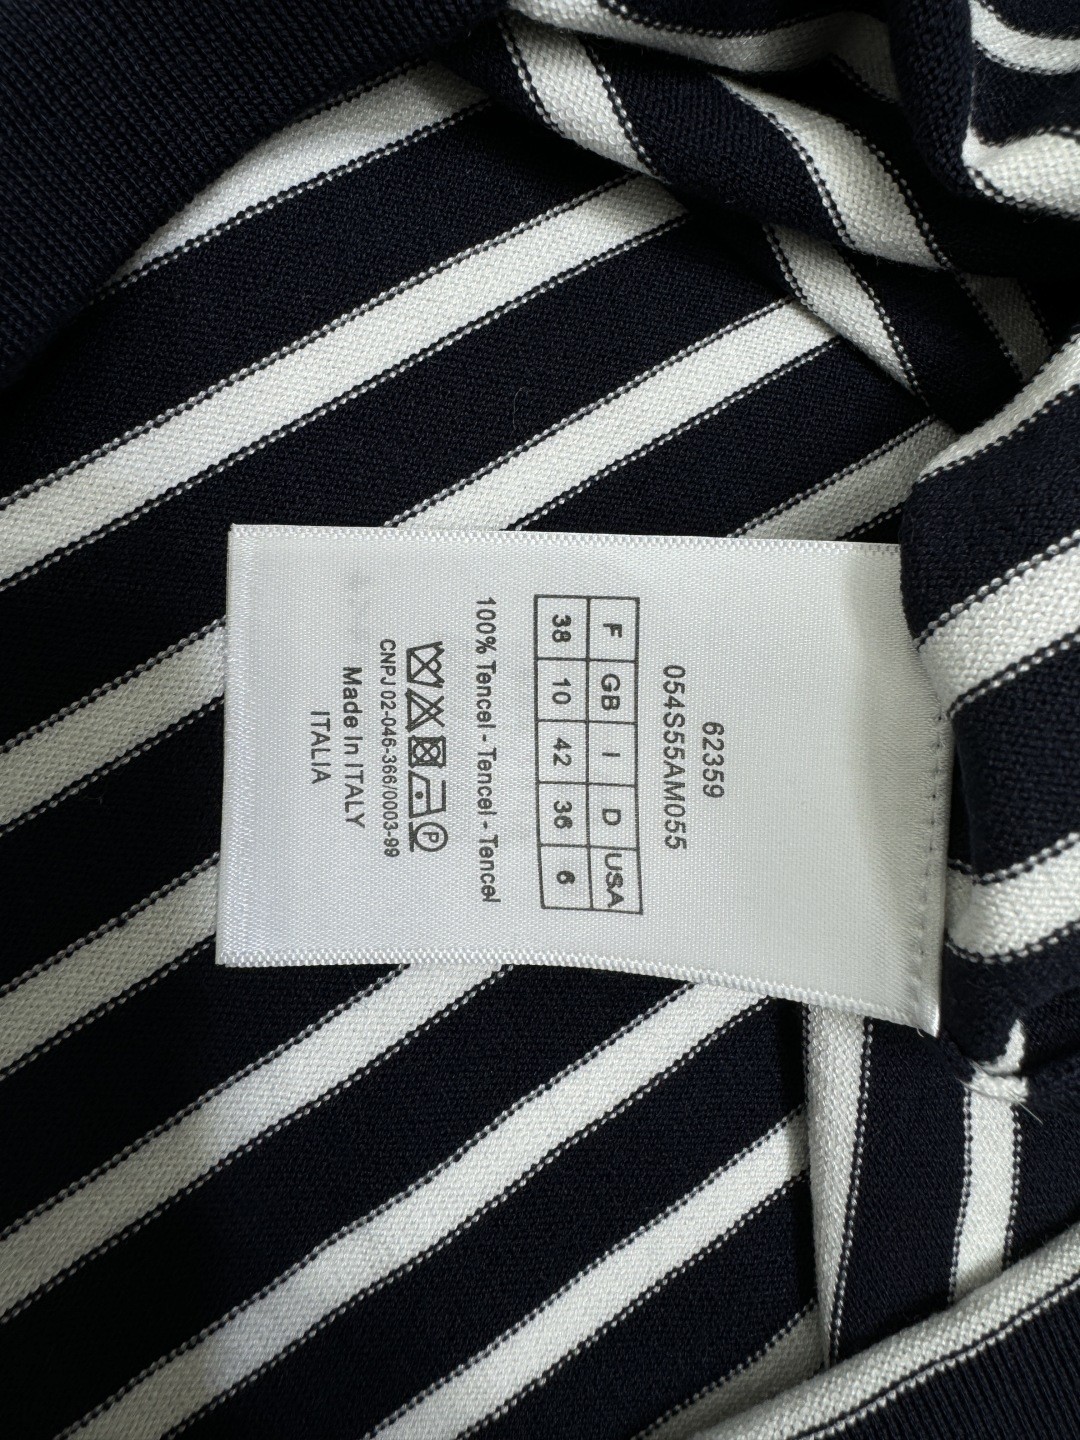 62359
054S55AM055
F GB I D USA
38 10 42 36 6
100% Tencel - Tencel - Tencel
P
CNPJ 02-046-366/0003-99
Made In ITALY
ITALIA